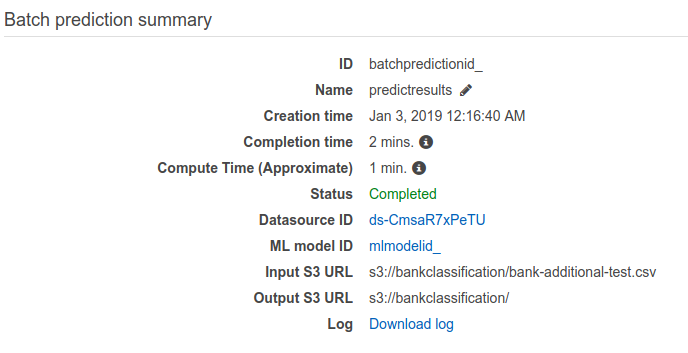 Batch prediction summary
ID batchpredictionid_
Name predictresults
Creation time Jan 3, 2019 12:16:40 AM
Completion time 2 mins.
Compute Time (Approximate) 1 min.
Status Completed
Datasource ID ds-CmsaR7xPeTU
ML model ID mlmodelid_
Input S3 URL s3://bankclassification/bank-additional-test.csv
Output S3 URL s3://bankclassification/
Log Download log